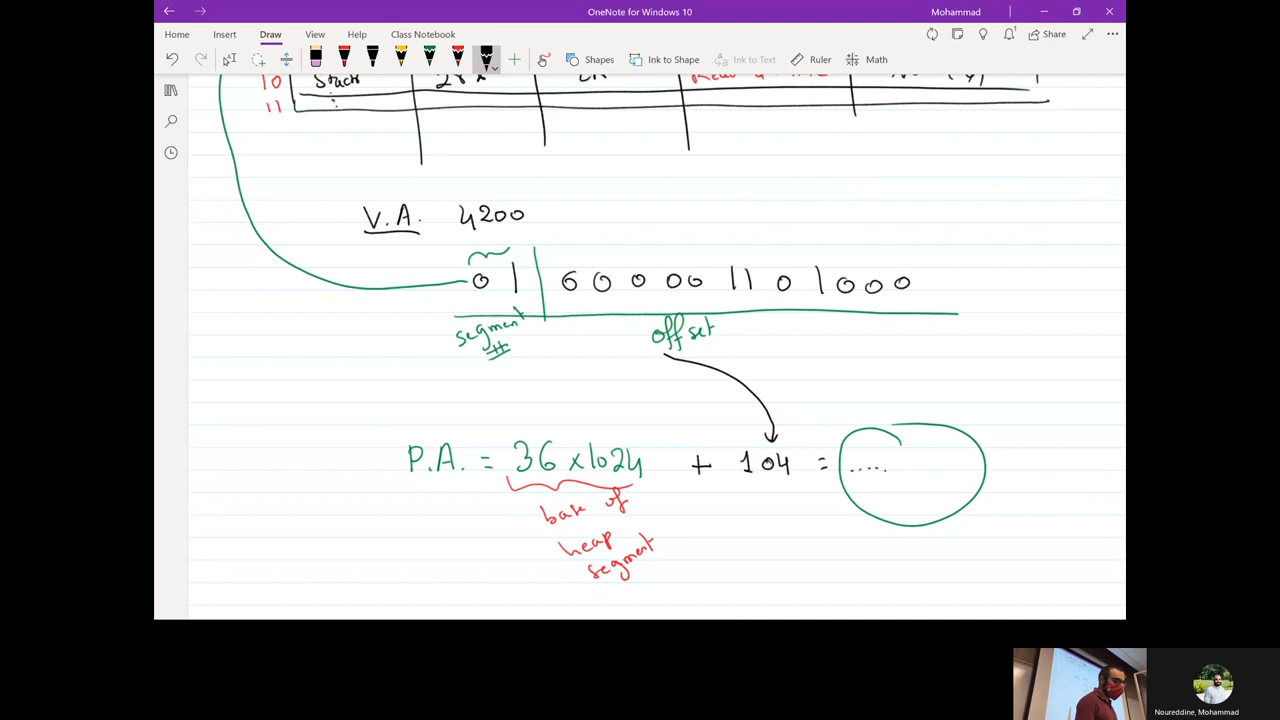 OneNote for Windows 10
Mohammad
Home Insert Draw View Help Class Notebook
Share
Shapes Ink to Shape Ink to Text Ruler Math
10 Stack 28K
11
V.A. 4200
0 1 0 0 0 0 0 1 1 0 1 0 0 0
segment # offset
P.A. = 36 x 1024 + 104 = .....
base of
heap
segment
Noureddine, Mohammad